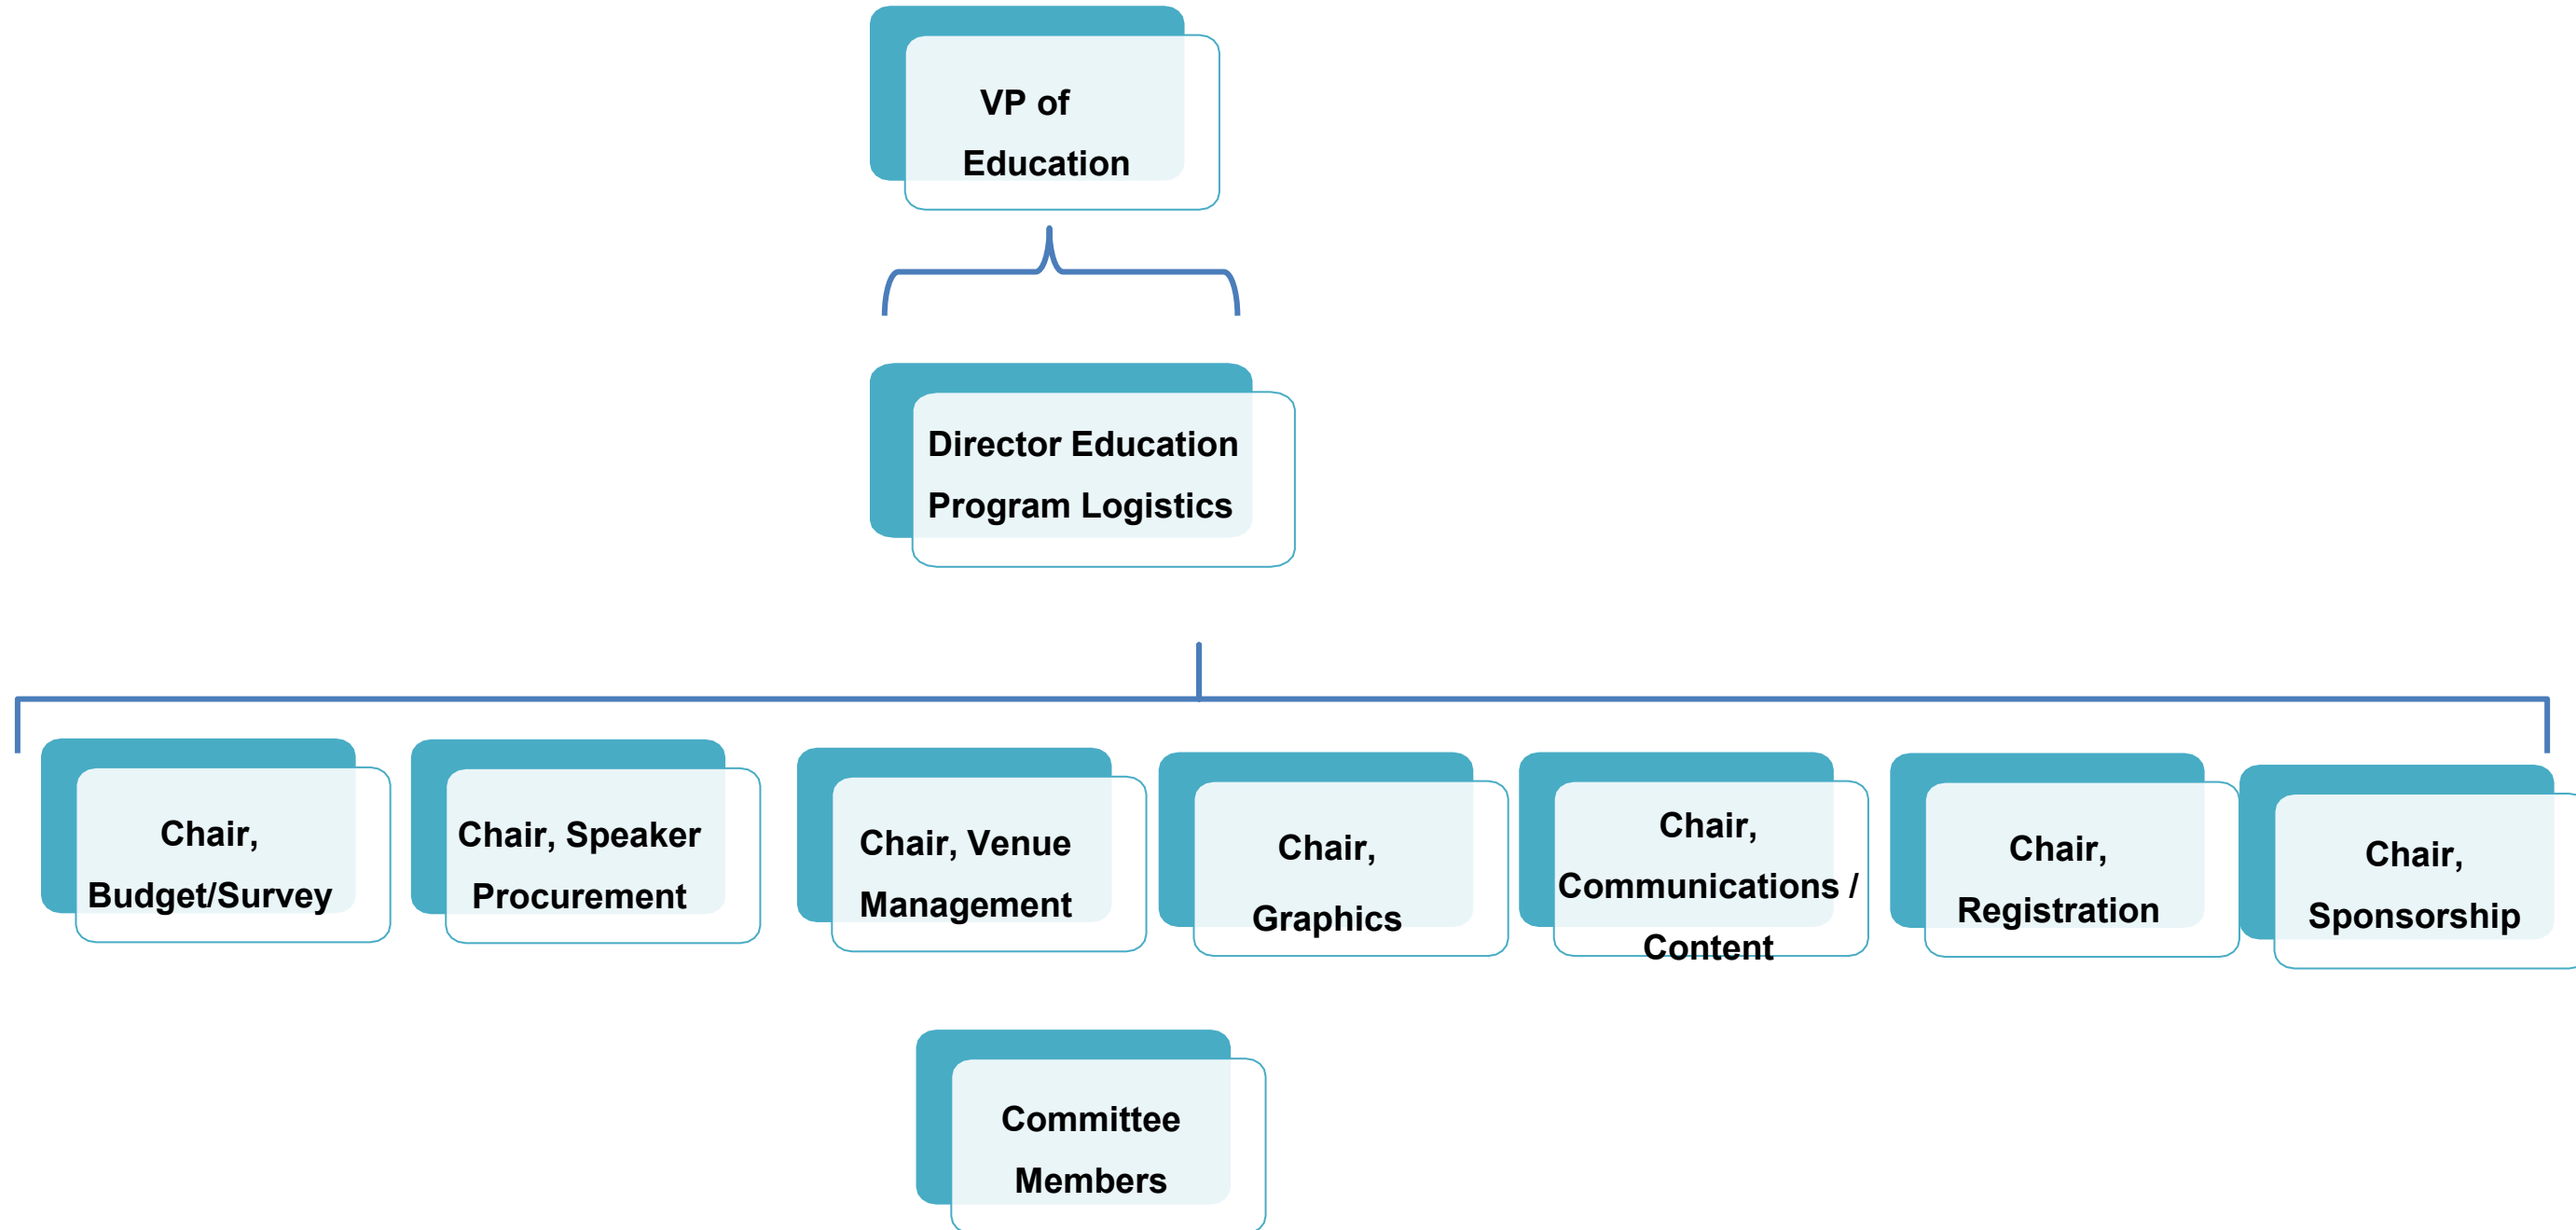 VP of
Education
Director Education
Program Logistics
Chair,
Budget/Survey
Chair, Speaker
Procurement
Chair, Venue
Management
Chair,
Graphics
Chair,
Communications /
Content
Chair,
Registration
Chair,
Sponsorship
Committee
Members